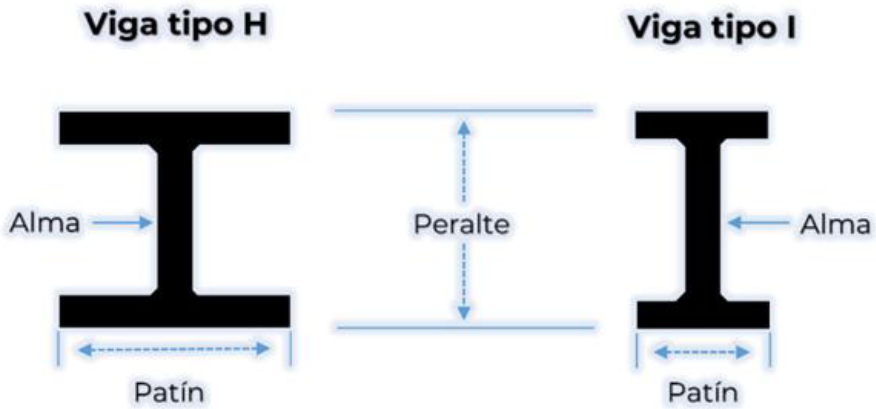 Viga tipo H
Viga tipo I
Alma
Peralte
Alma
Patín
Patín